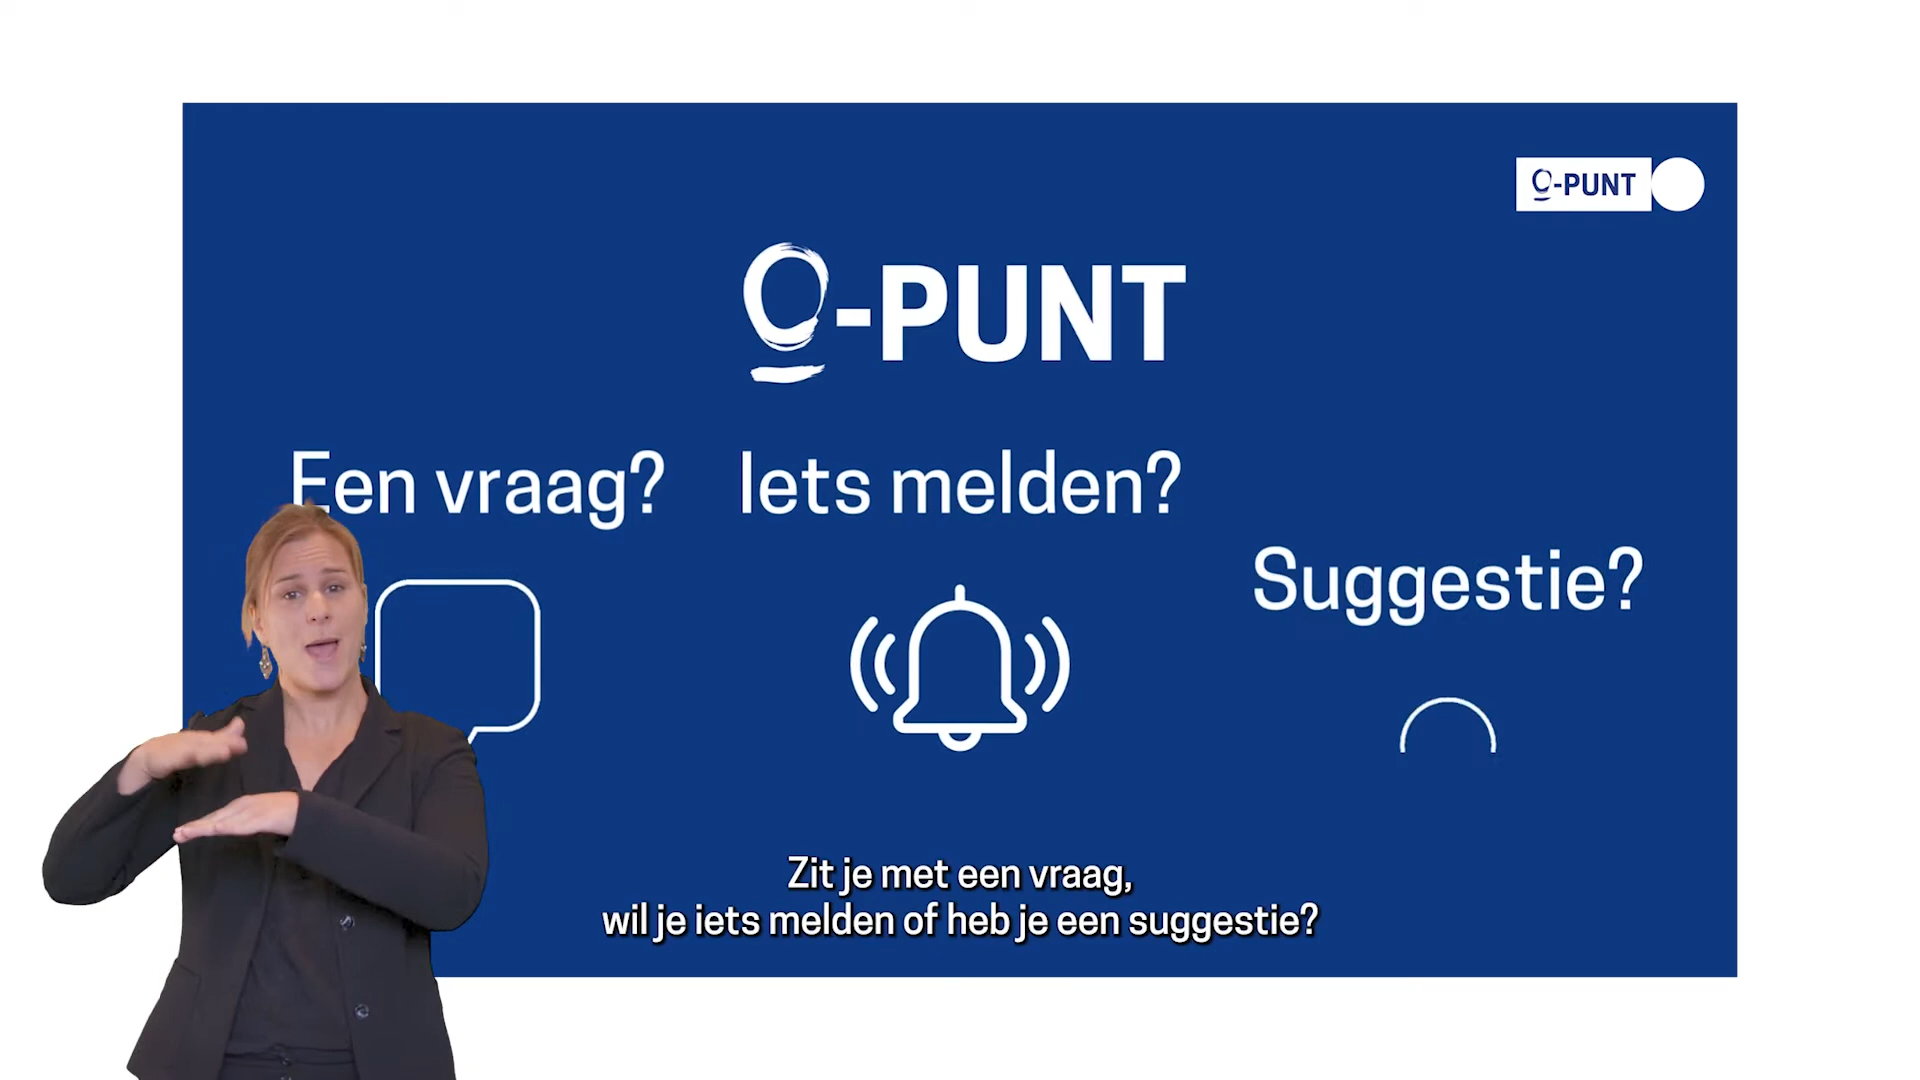 O-PUNT
O-PUNT
Een vraag?
Iets melden?
Suggestie?
Zit je met een vraag,
wil je iets melden of heb je een suggestie?